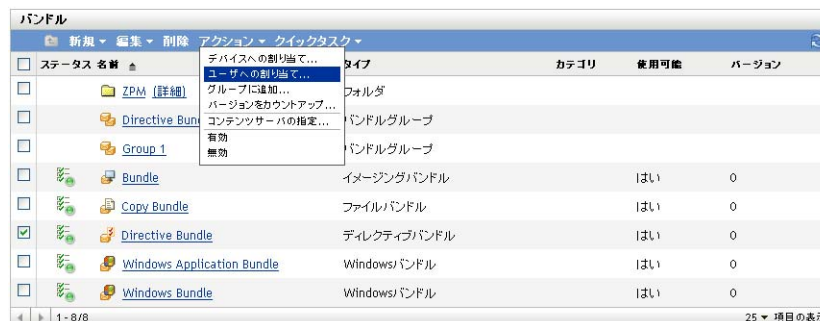 バンドル
新規 編集 削除 アクション クイックタスク
ステータス 名前 タイプ カテゴリ 使用可能 バージョン
デバイスへの割り当て...
ユーザへの割り当て...
グループに追加...
バージョンをカウントアップ...
コンテンツサーバの指定...
有効
無効
ZPM (詳細) フォルダ
Directive Bun バンドルグループ
Group 1 バンドルグループ
Bundle イメージングバンドル はい 0
Copy Bundle ファイルバンドル はい 0
Directive Bundle ディレクティブバンドル はい 0
Windows Application Bundle Windowsバンドル はい 0
Windows Bundle Windowsバンドル はい 0
1 - 8/8 25 項目の表示